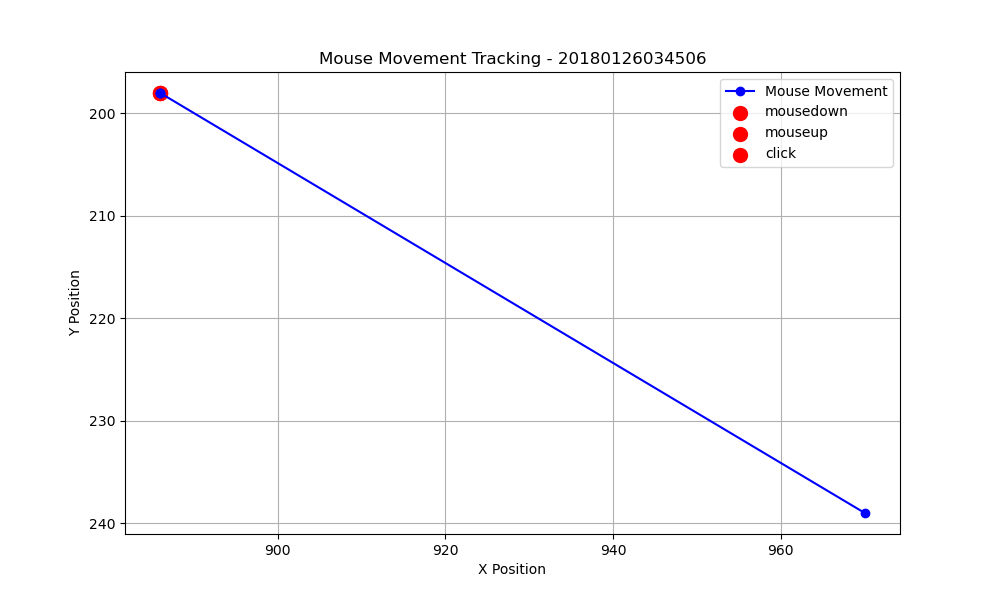 Mouse Movement Tracking - 20180126034506
Mouse Movement
mousedown
mouseup
click
Y Position
200
210
220
230
240
900
920
940
960
X Position